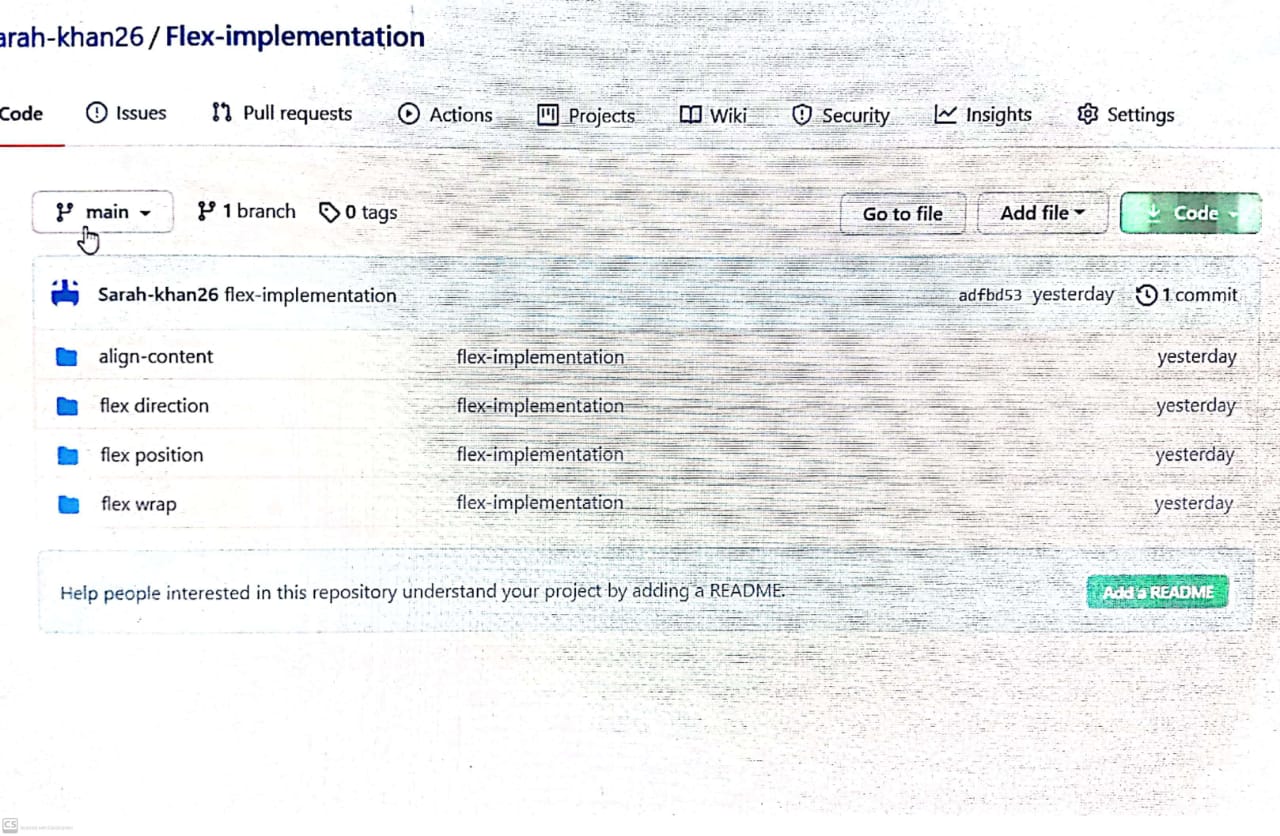 arah-khan26 / Flex-implementation
Code Issues Pull requests Actions Projects Wiki Security Insights Settings
main 1 branch 0 tags Go to file Add file Code
Sarah-khan26 flex-implementation adfbd53 yesterday 1 commit
align-content flex-implementation yesterday
flex direction flex-implementation yesterday
flex position flex-implementation yesterday
flex wrap flex-implementation yesterday
Help people interested in this repository understand your project by adding a README. Add a README
CS